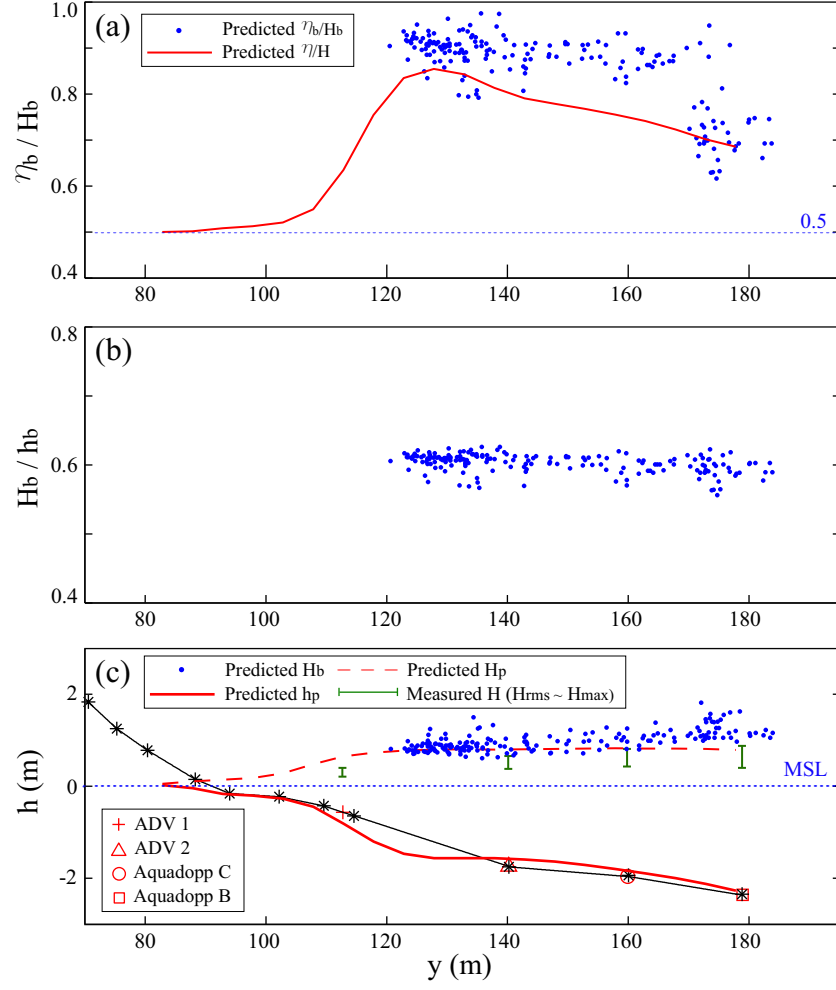 (a)
Predicted ηb/Hb
Predicted η/H
1.0
0.8
0.6
0.4
ηb / Hb
0.5
80 100 120 140 160 180
(b)
0.8
0.6
0.4
Hb / hb
80 100 120 140 160 180
(c)
Predicted Hb Predicted Hp
Predicted hp Measured H (Hrms ~ Hmax)
2
0
-2
h (m)
MSL
ADV 1
ADV 2
Aquadopp C
Aquadopp B
80 100 120 140 160 180
y (m)